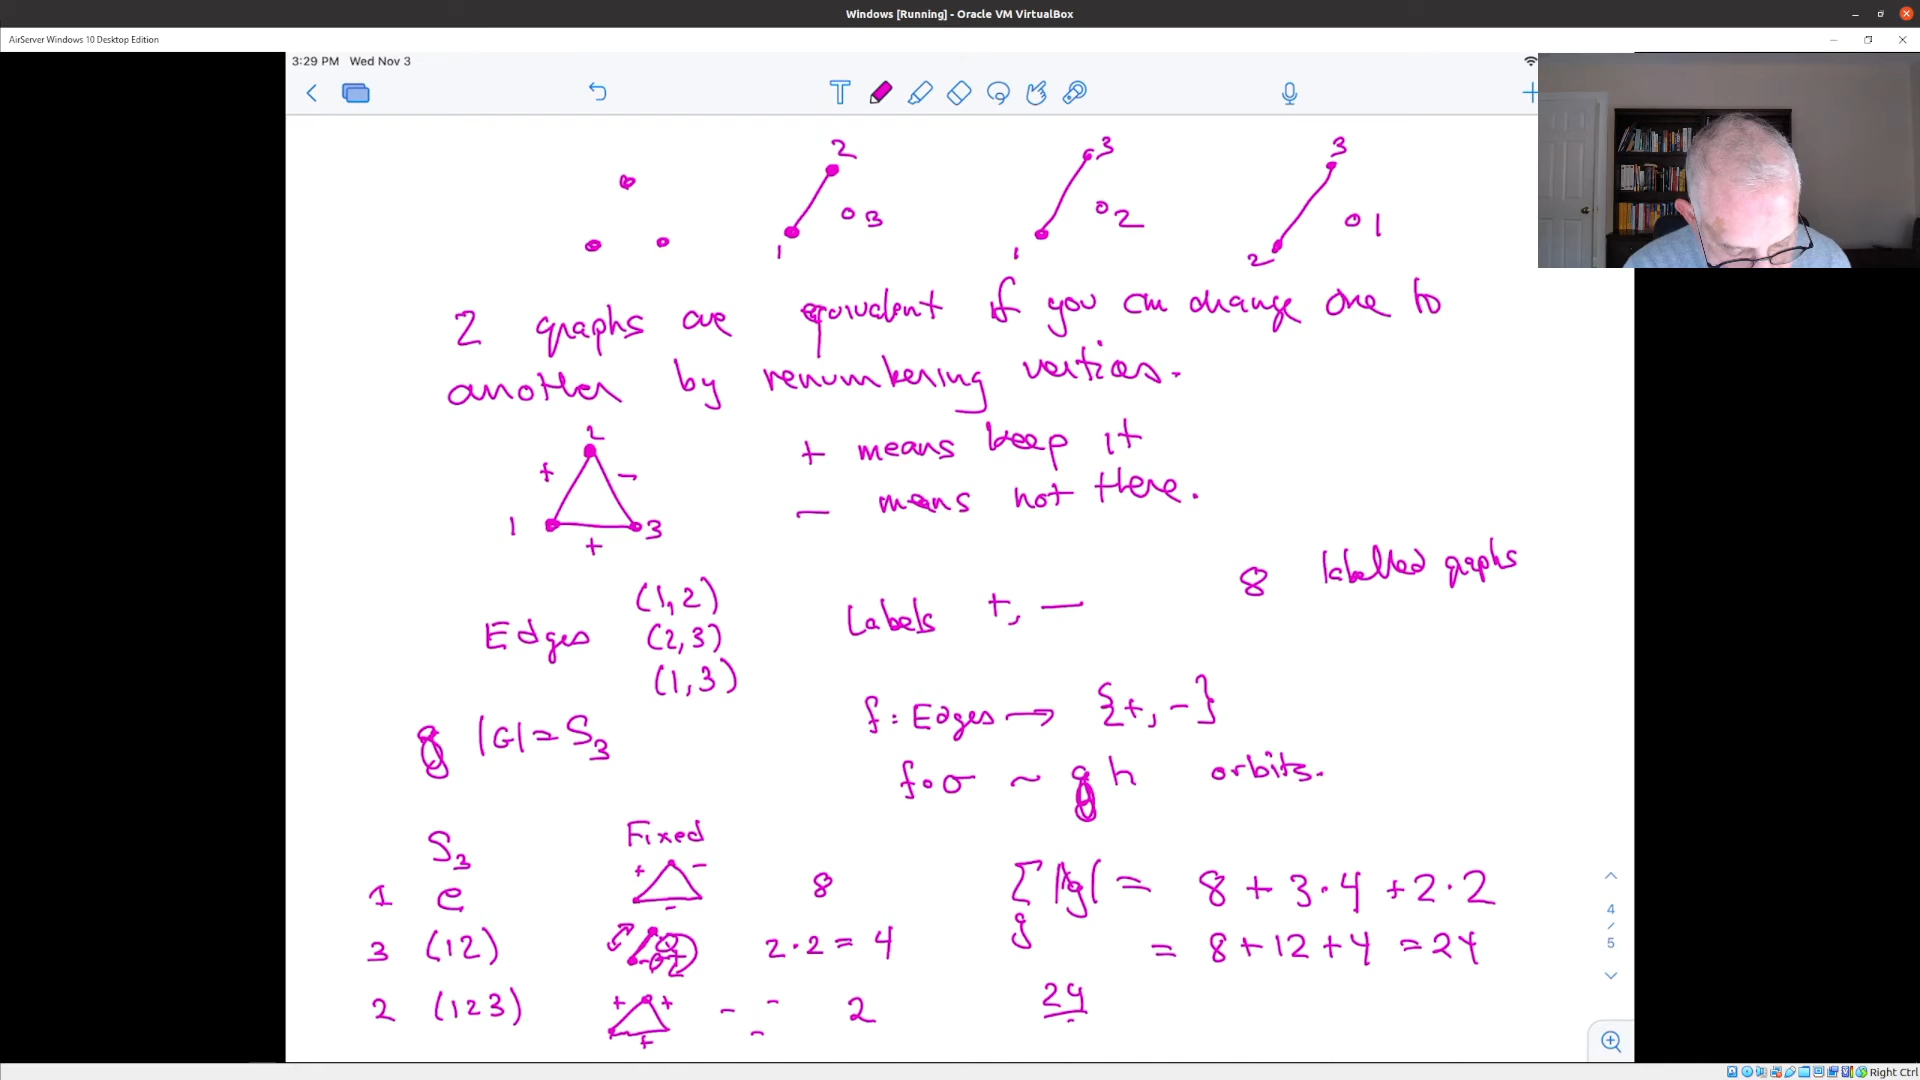 Windows [Running] - Oracle VM VirtualBox
AirServer Windows 10 Desktop Edition
3:29 PM Wed Nov 3
2
3
1
3
1
2
3
2
1
2 graphs are equivalent if you can change one to
another by renumbering vertices.
2
+ −
1 3
+
+ means keep it
− means not there.
Edges (1,2)
(2,3)
(1,3)
Labels +, −
8 labelled graphs
|G| = S3
f: Edges → {+, −}
f∘σ ~ h orbits.
S3 Fixed
1 e + − − 8
3 (12) 2·2 = 4
2 (123) + + + − − − 2
= 8 + 3·4 + 2·2
= 8 + 12 + 4 = 24
24
4
/
5
Right Ctrl